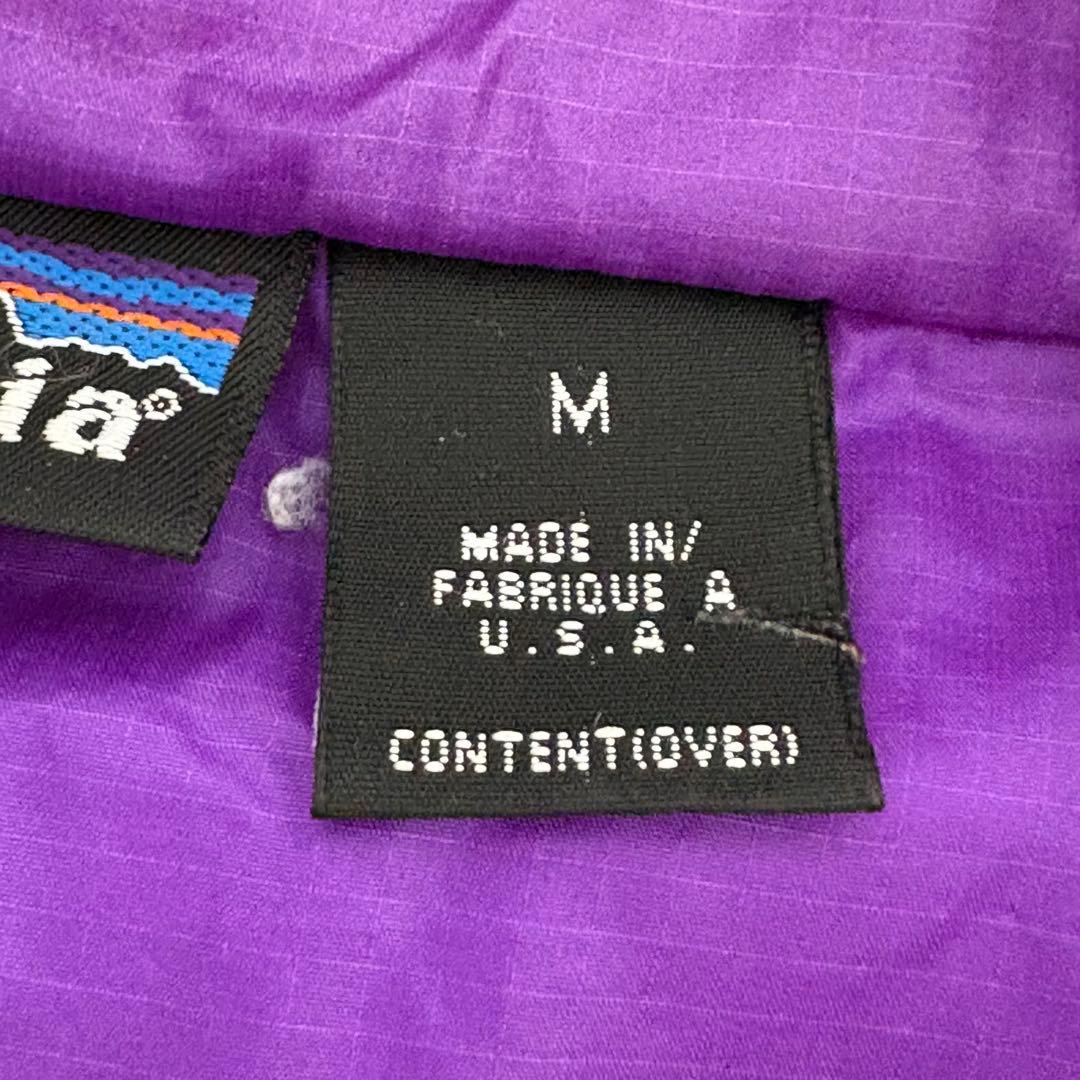 ia®
M
MADE IN/
FABRIQUE A
U.S.A.
CONTENT(OVER)